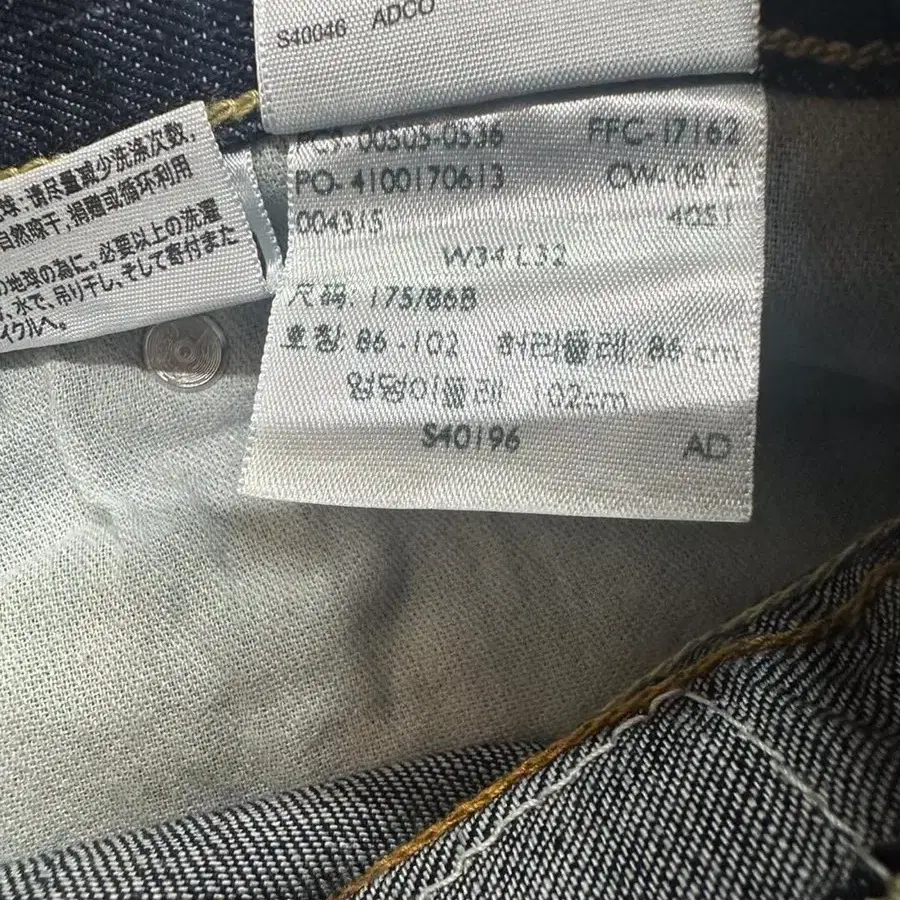 S40046 ADCO
PC9-00505-0536 FFC-17162
PO-4100170613 CW-0812
004315 4051
W34 L32
尺码: 175/86B
호칭: 86-102 허리둘레: 86 cm
엉덩이둘레: 102cm
S40196 AD
球: 请尽量减少洗涤次数,
自然晾干, 捐赠或循环利用
地球の為に。必要以上の洗濯
水で、吊り干し、そして寄付また
イクルへ。